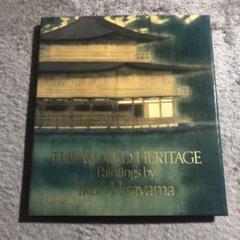 THE WORLD HERITAGE
Paintings by
Ikuo Hirayama